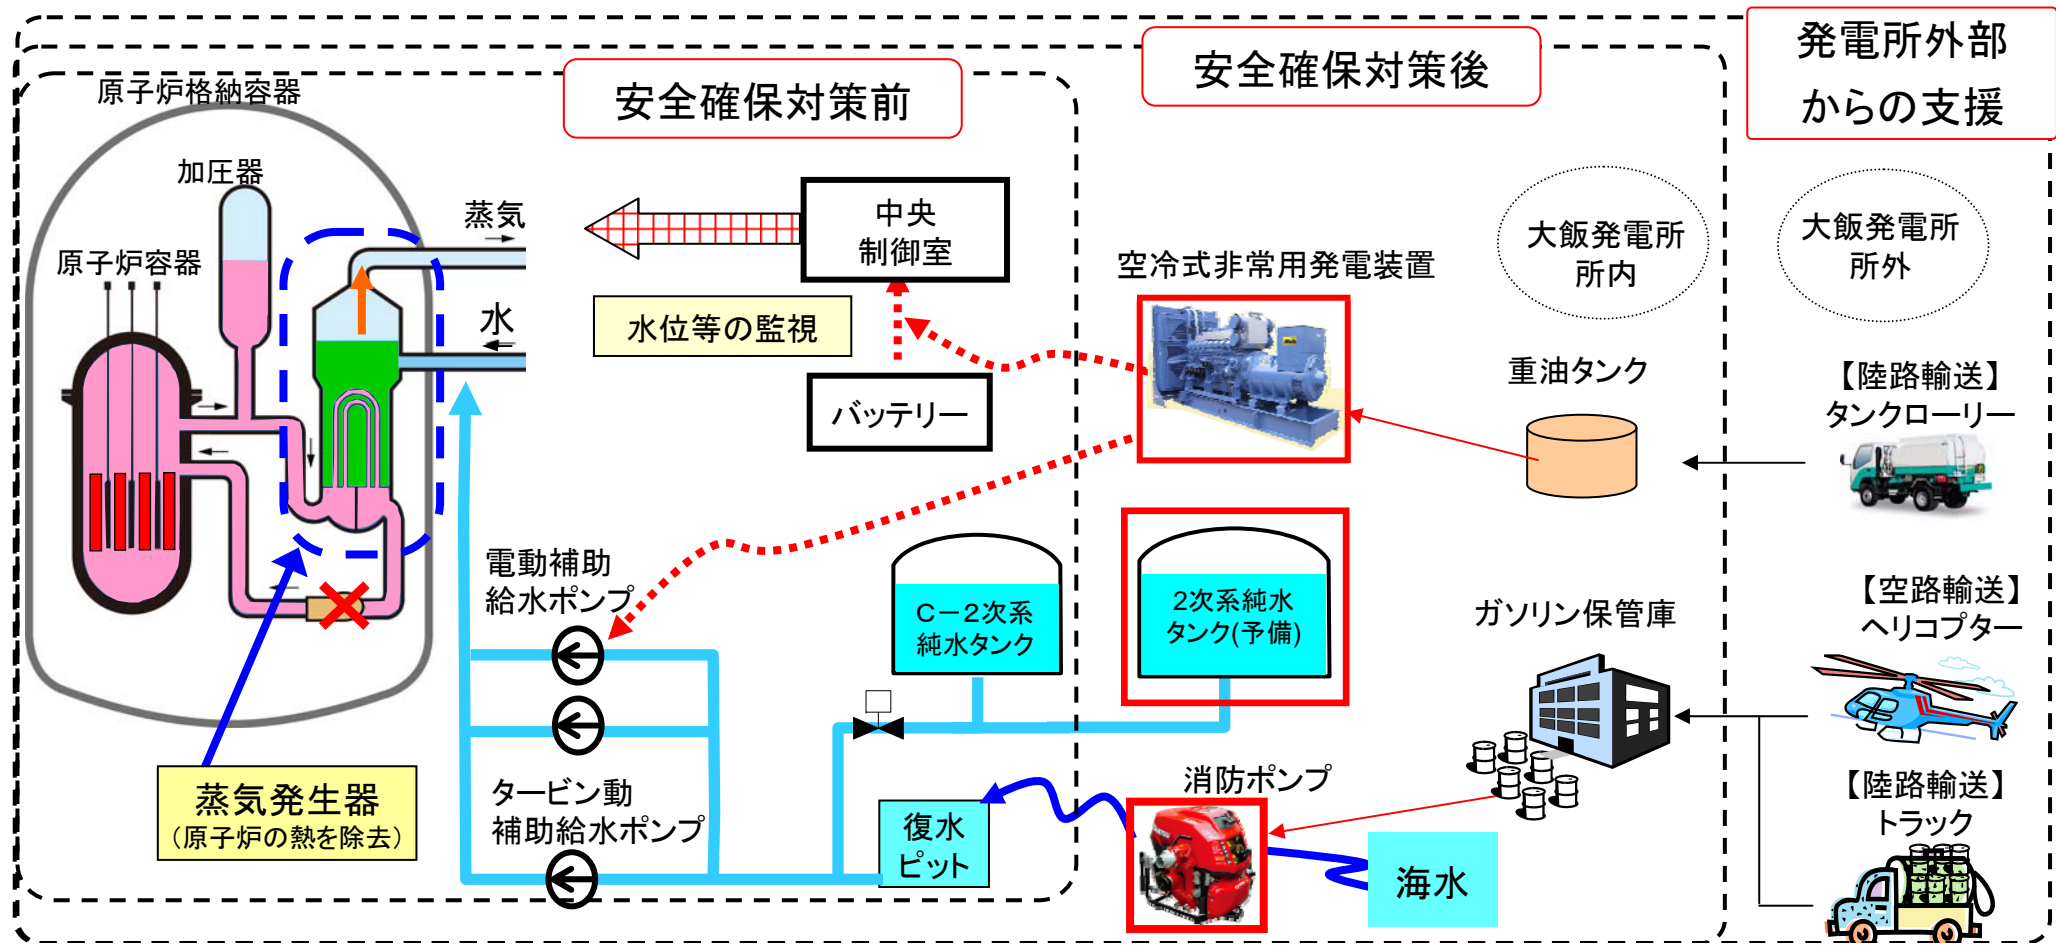 安全確保対策前
安全確保対策後
発電所外部
からの支援
原子炉格納容器
加圧器
原子炉容器
蒸気
水
中央
制御室
水位等の監視
バッテリー
空冷式非常用発電装置
大飯発電所
所内
大飯発電所
所外
重油タンク
【陸路輸送】
タンクローリー
電動補助
給水ポンプ
C－2次系
純水タンク
2次系純水
タンク(予備)
ガソリン保管庫
【空路輸送】
ヘリコプター
蒸気発生器
（原子炉の熱を除去）
タービン動
補助給水ポンプ
復水
ピット
消防ポンプ
海水
【陸路輸送】
トラック